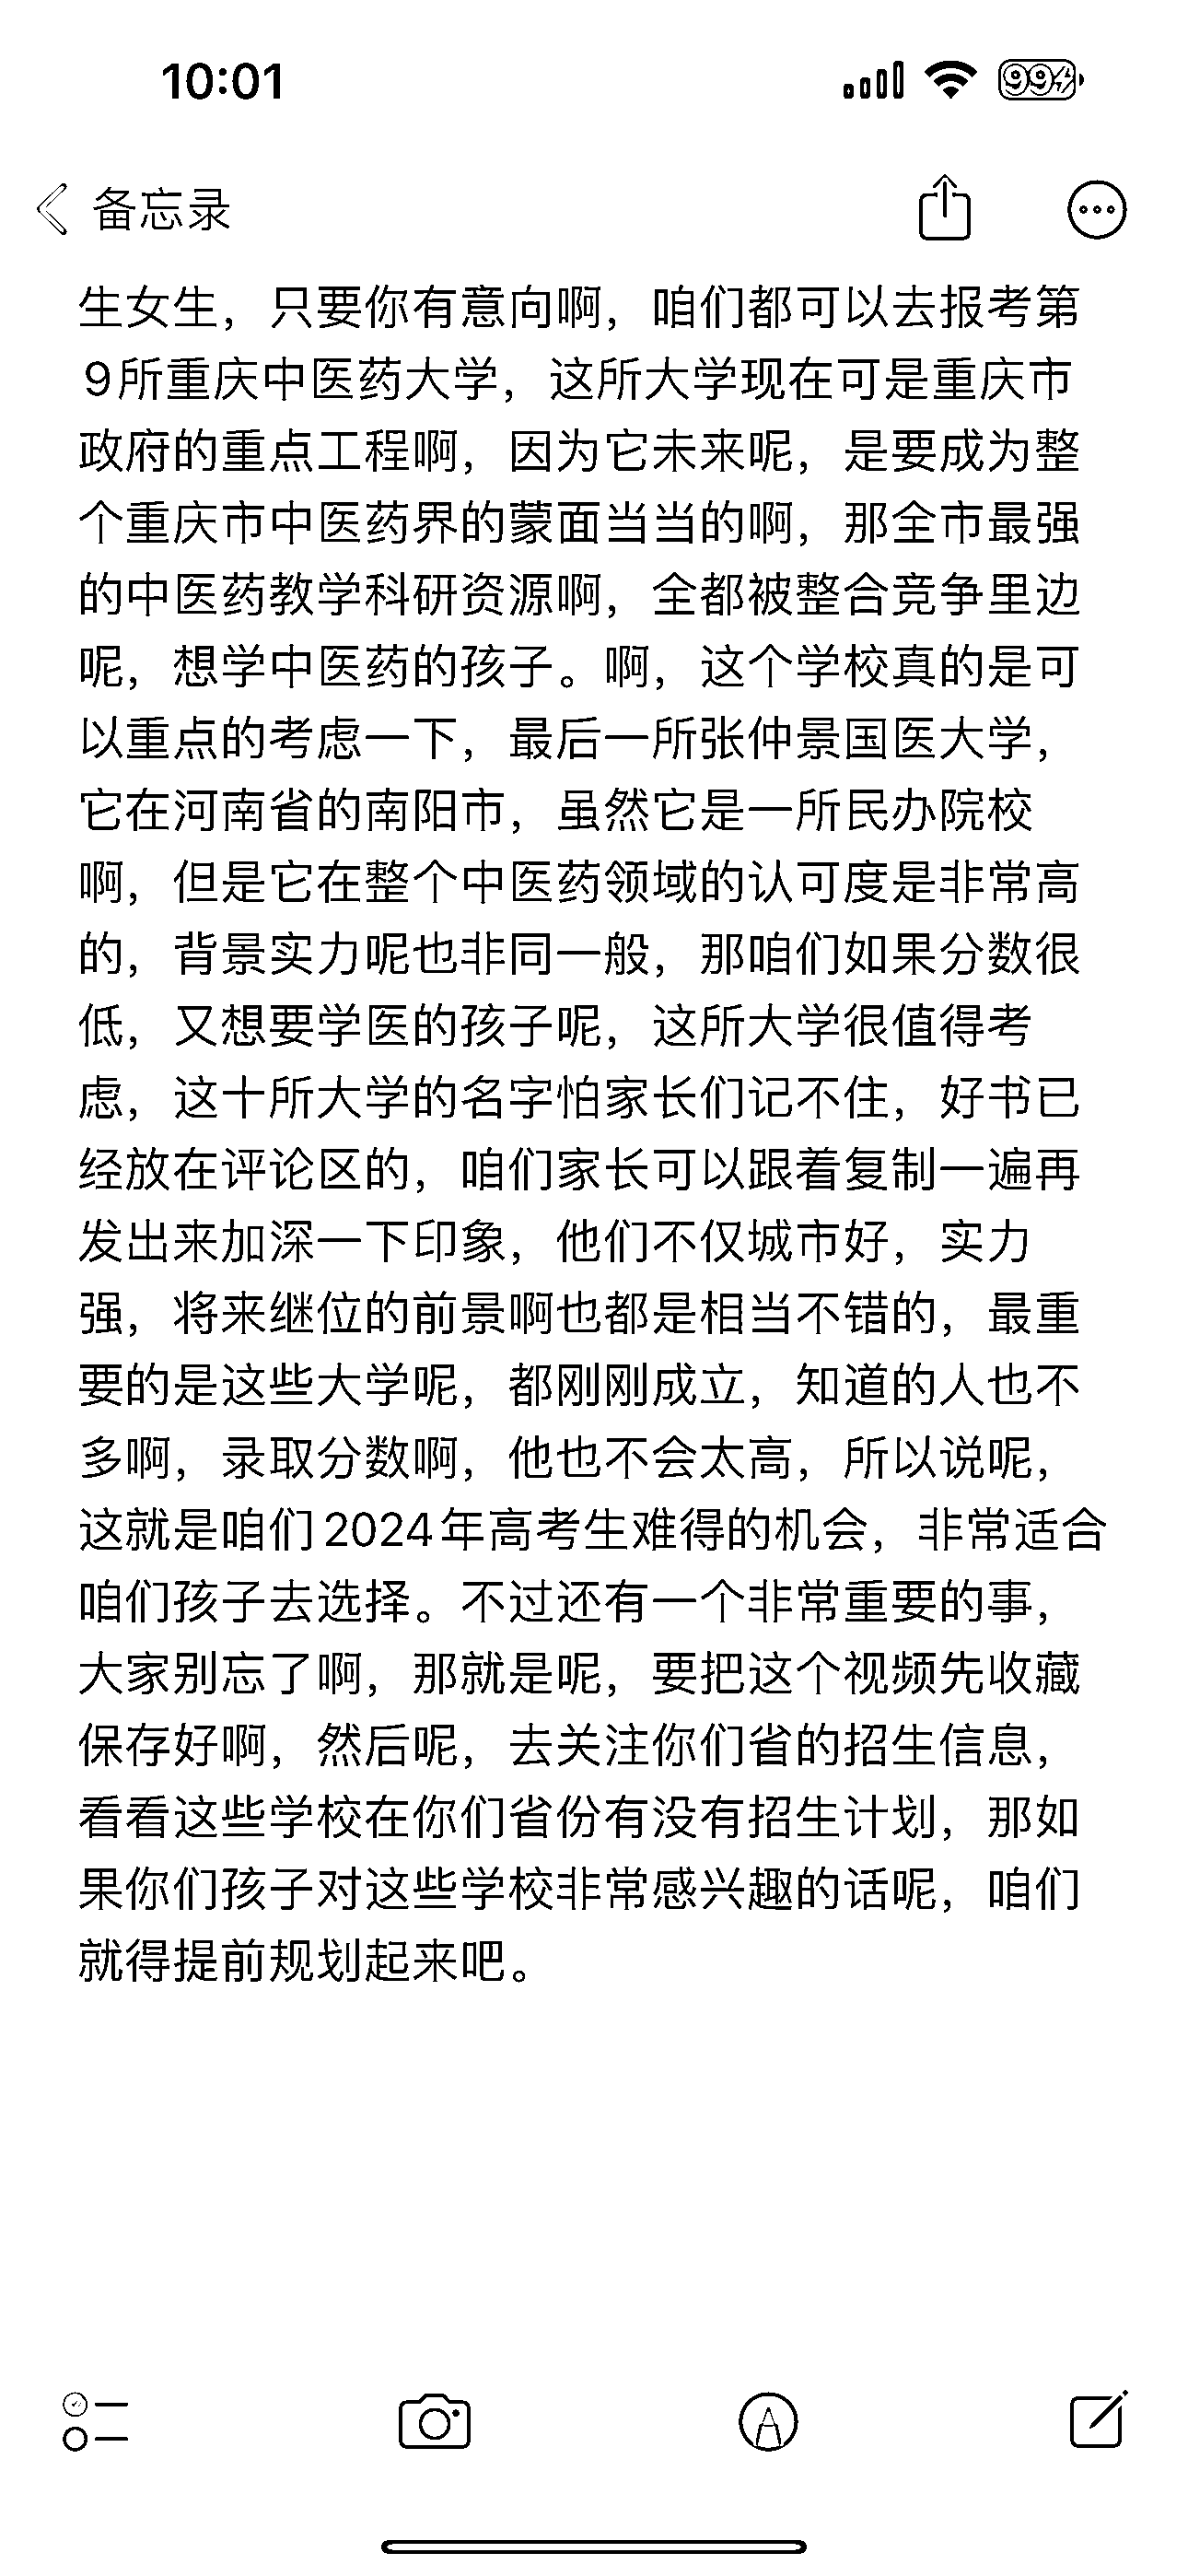 10:01
99
备忘录
生女生，只要你有意向啊，咱们都可以去报考第
9所重庆中医药大学，这所大学现在可是重庆市
政府的重点工程啊，因为它未来呢，是要成为整
个重庆市中医药界的蒙面当当的啊，那全市最强
的中医药教学科研资源啊，全都被整合竞争里边
呢，想学中医药的孩子。啊，这个学校真的是可
以重点的考虑一下，最后一所张仲景国医大学，
它在河南省的南阳市，虽然它是一所民办院校
啊，但是它在整个中医药领域的认可度是非常高
的，背景实力呢也非同一般，那咱们如果分数很
低，又想要学医的孩子呢，这所大学很值得考
虑，这十所大学的名字怕家长们记不住，好书已
经放在评论区的，咱们家长可以跟着复制一遍再
发出来加深一下印象，他们不仅城市好，实力
强，将来继位的前景啊也都是相当不错的，最重
要的是这些大学呢，都刚刚成立，知道的人也不
多啊，录取分数啊，他也不会太高，所以说呢，
这就是咱们2024年高考生难得的机会，非常适合
咱们孩子去选择。不过还有一个非常重要的事，
大家别忘了啊，那就是呢，要把这个视频先收藏
保存好啊，然后呢，去关注你们省的招生信息，
看看这些学校在你们省份有没有招生计划，那如
果你们孩子对这些学校非常感兴趣的话呢，咱们
就得提前规划起来吧。